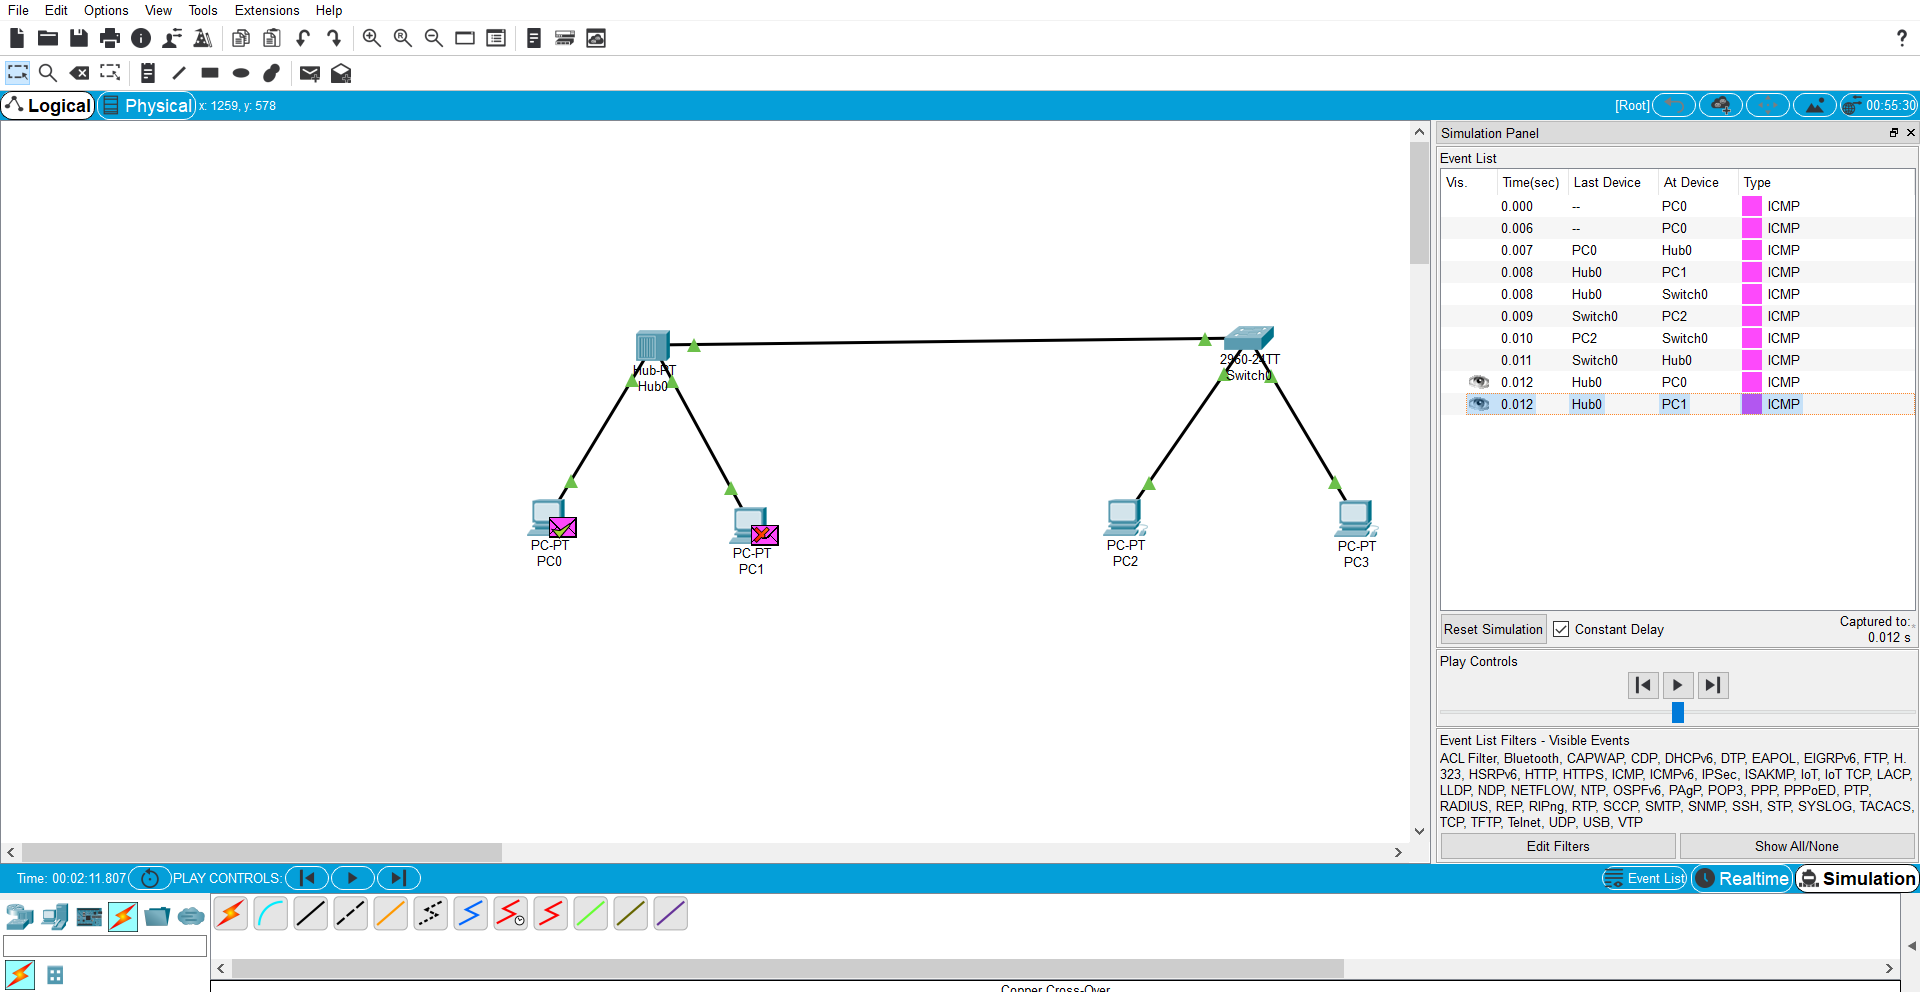 File Edit Options View Tools Extensions Help
?
Logical Physical x: 1259, y: 578 [Root] 00:55:30
Simulation Panel
Event List
Vis. Time(sec) Last Device At Device Type
0.000 -- PC0 ICMP
0.006 -- PC0 ICMP
0.007 PC0 Hub0 ICMP
0.008 Hub0 PC1 ICMP
0.008 Hub0 Switch0 ICMP
0.009 Switch0 PC2 ICMP
0.010 PC2 Switch0 ICMP
0.011 Switch0 Hub0 ICMP
0.012 Hub0 PC0 ICMP
0.012 Hub0 PC1 ICMP
Hub-PT
Hub0
2960-24TT
Switch0
PC-PT
PC0
PC-PT
PC1
PC-PT
PC2
PC-PT
PC3
Reset Simulation Constant Delay
Captured to:
0.012 s
Play Controls
Event List Filters - Visible Events
ACL Filter, Bluetooth, CAPWAP, CDP, DHCPv6, DTP, EAPOL, EIGRPv6, FTP, H.
323, HSRPv6, HTTP, HTTPS, ICMP, ICMPv6, IPSec, ISAKMP, IoT, IoT TCP, LACP,
LLDP, NDP, NETFLOW, NTP, OSPFv6, PAgP, POP3, PPP, PPPoED, PTP,
RADIUS, REP, RIPng, RTP, SCCP, SMTP, SNMP, SSH, STP, SYSLOG, TACACS,
TCP, TFTP, Telnet, UDP, USB, VTP
Edit Filters Show All/None
Time: 00:02:11.807 PLAY CONTROLS: Event List Realtime Simulation
Copper Cross-Over